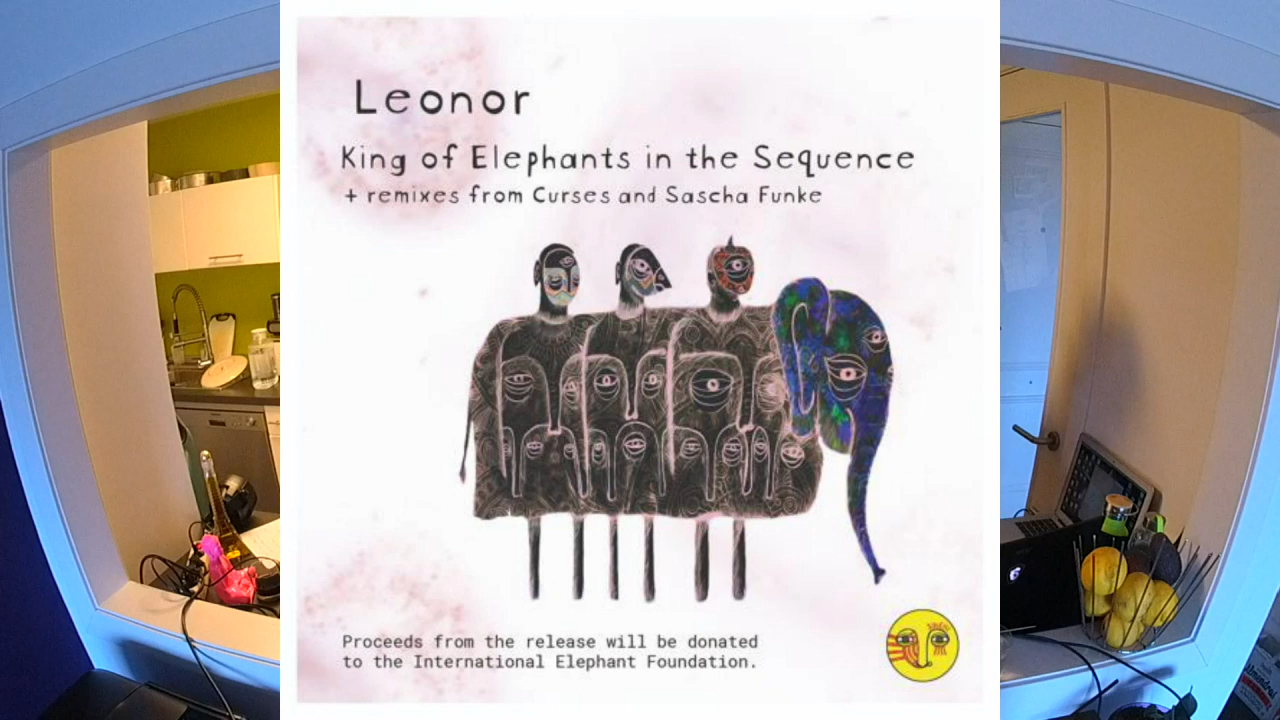 Leonor
King of Elephants in the Sequence
+ remixes from Curses and Sascha Funke
Proceeds from the release will be donated
to the International Elephant Foundation.